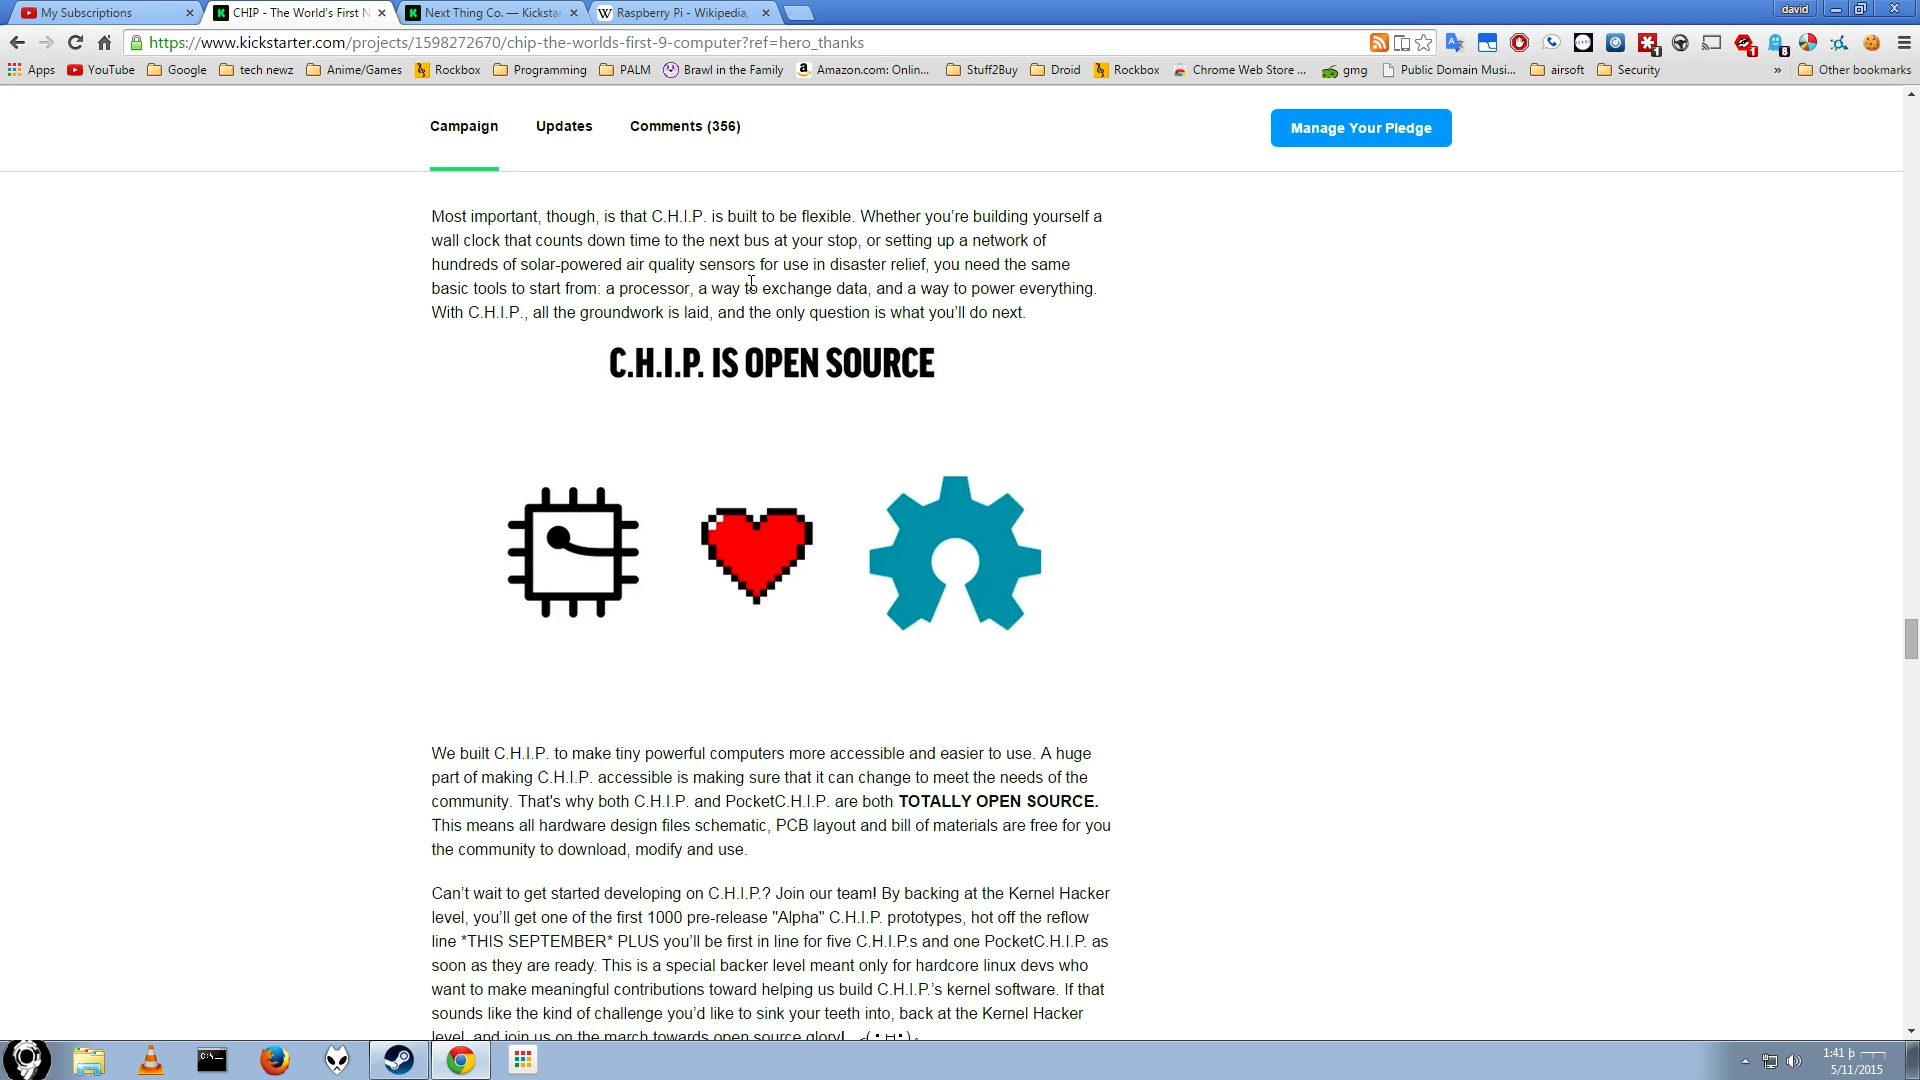 My Subscriptions
CHIP - The World's First N
Next Thing Co. — Kicksta
Raspberry Pi - Wikipedia,
david
https://www.kickstarter.com/projects/1598272670/chip-the-worlds-first-9-computer?ref=hero_thanks
Apps
YouTube
Google
tech newz
Anime/Games
Rockbox
Programming
PALM
Brawl in the Family
Amazon.com: Onlin...
Stuff2Buy
Droid
Rockbox
Chrome Web Store ...
gmg
Public Domain Musi...
airsoft
Security
»
Other bookmarks
Campaign
Updates
Comments (356)
Manage Your Pledge
Most important, though, is that C.H.I.P. is built to be flexible. Whether you’re building yourself a
wall clock that counts down time to the next bus at your stop, or setting up a network of
hundreds of solar-powered air quality sensors for use in disaster relief, you need the same
basic tools to start from: a processor, a way to exchange data, and a way to power everything.
With C.H.I.P., all the groundwork is laid, and the only question is what you’ll do next.
C.H.I.P. IS OPEN SOURCE
We built C.H.I.P. to make tiny powerful computers more accessible and easier to use. A huge
part of making C.H.I.P. accessible is making sure that it can change to meet the needs of the
community. That's why both C.H.I.P. and PocketC.H.I.P. are both TOTALLY OPEN SOURCE.
This means all hardware design files schematic, PCB layout and bill of materials are free for you
the community to download, modify and use.
Can’t wait to get started developing on C.H.I.P.? Join our team! By backing at the Kernel Hacker
level, you’ll get one of the first 1000 pre-release "Alpha" C.H.I.P. prototypes, hot off the reflow
line *THIS SEPTEMBER* PLUS you’ll be first in line for five C.H.I.P.s and one PocketC.H.I.P. as
soon as they are ready. This is a special backer level meant only for hardcore linux devs who
want to make meaningful contributions toward helping us build C.H.I.P.’s kernel software. If that
sounds like the kind of challenge you’d like to sink your teeth into, back at the Kernel Hacker
level, and join us on the march towards open source glory!
1:41
5/11/2015